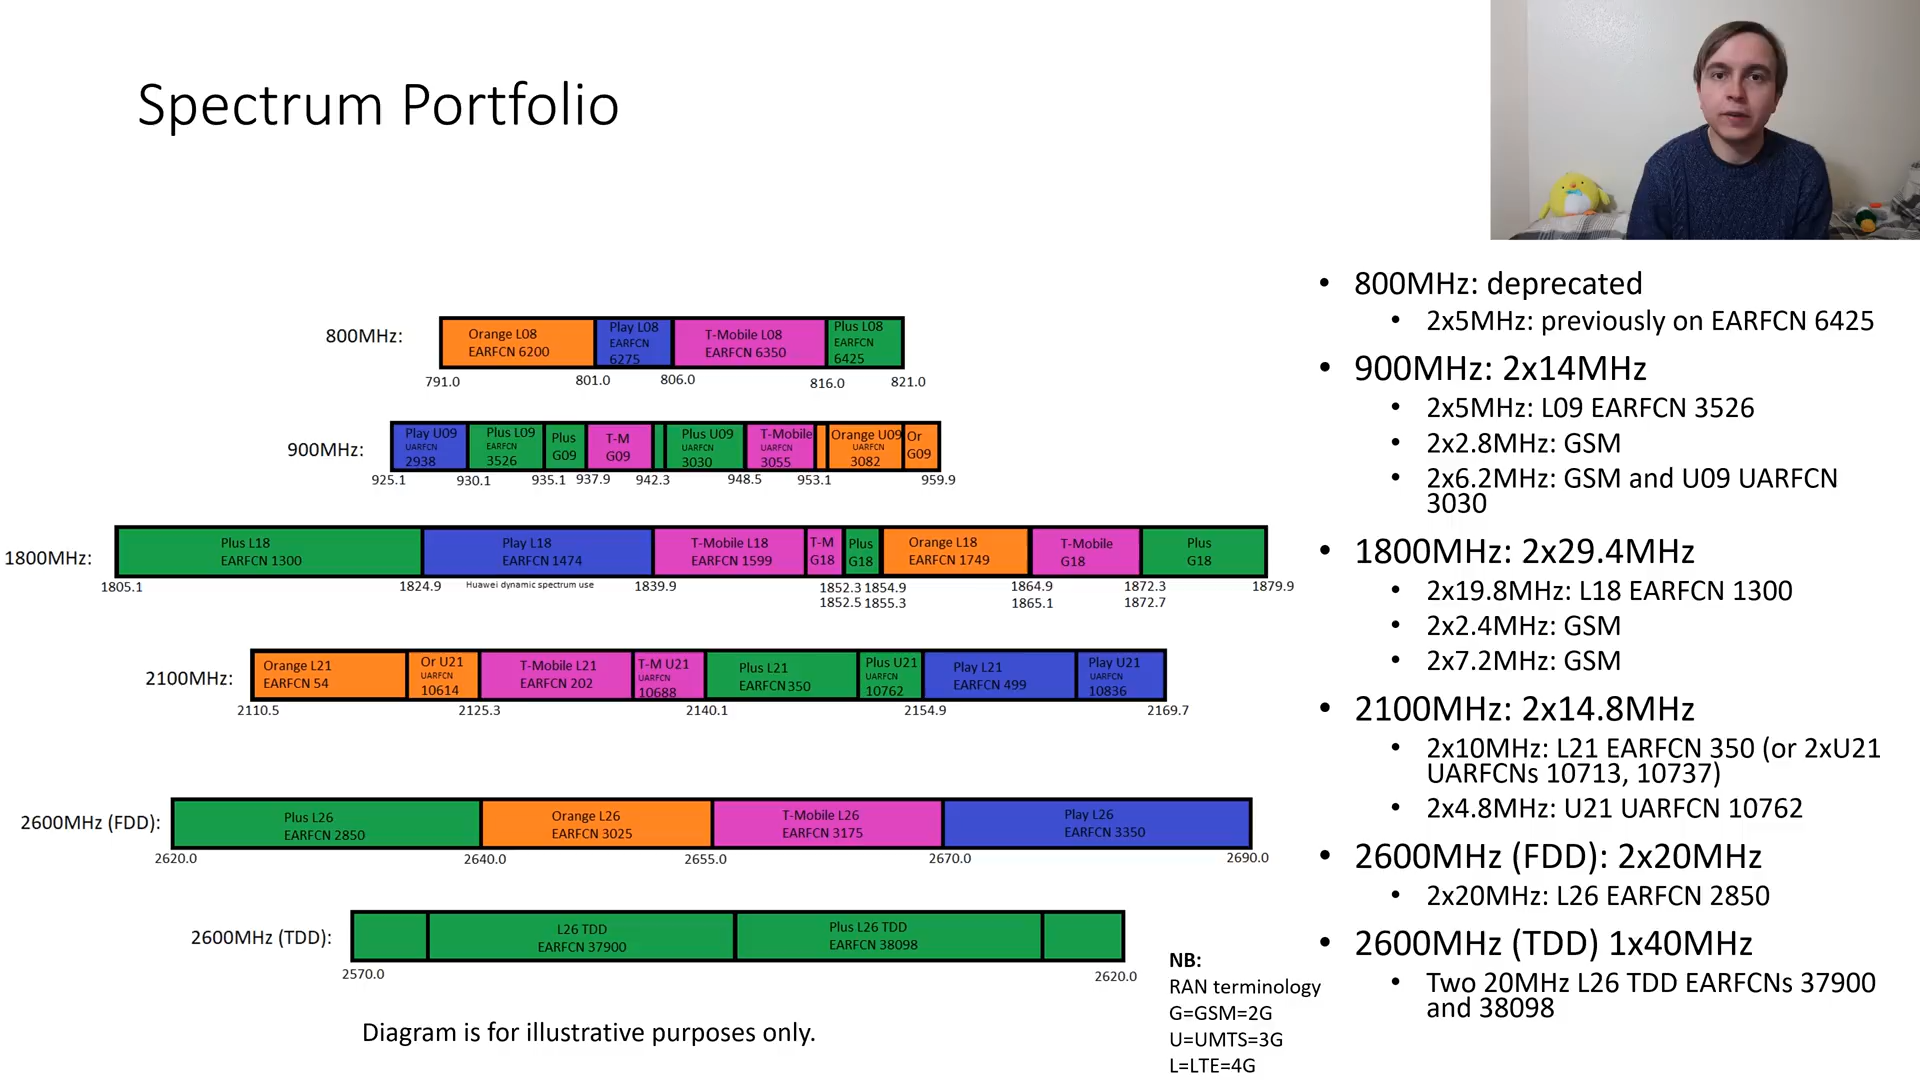 Spectrum Portfolio
800MHz:
Orange L08
EARFCN 6200
Play L08
EARFCN
6275
T-Mobile L08
EARFCN 6350
Plus L08
EARFCN
6425
791.0
801.0
806.0
816.0
821.0
900MHz:
Play U09
UARFCN
2938
Plus L09
EARFCN
3526
Plus
G09
T-M
G09
Plus U09
UARFCN
3030
T-Mobile
UARFCN
3055
Orange U09
UARFCN
3082
Or
G09
925.1
930.1
935.1
937.9
942.3
948.5
953.1
959.9
1800MHz:
Plus L18
EARFCN 1300
Play L18
EARFCN 1474
T-Mobile L18
EARFCN 1599
T-M
G18
Plus
G18
Orange L18
EARFCN 1749
T-Mobile
G18
Plus
G18
1805.1
1824.9
Huawei dynamic spectrum use
1839.9
1852.3
1854.9
1864.9
1872.3
1879.9
1852.5
1855.3
1865.1
1872.7
2100MHz:
Orange L21
EARFCN 54
Or U21
UARFCN
10614
T-Mobile L21
EARFCN 202
T-M U21
UARFCN
10688
Plus L21
EARFCN 350
Plus U21
UARFCN
10762
Play L21
EARFCN 499
Play U21
UARFCN
10836
2110.5
2125.3
2140.1
2154.9
2169.7
2600MHz (FDD):
Plus L26
EARFCN 2850
Orange L26
EARFCN 3025
T-Mobile L26
EARFCN 3175
Play L26
EARFCN 3350
2620.0
2640.0
2655.0
2670.0
2690.0
2600MHz (TDD):
L26 TDD
EARFCN 37900
Plus L26 TDD
EARFCN 38098
2570.0
2620.0
Diagram is for illustrative purposes only.
NB:
RAN terminology
G=GSM=2G
U=UMTS=3G
L=LTE=4G
• 800MHz: deprecated
• 2x5MHz: previously on EARFCN 6425
• 900MHz: 2x14MHz
• 2x5MHz: L09 EARFCN 3526
• 2x2.8MHz: GSM
• 2x6.2MHz: GSM and U09 UARFCN
3030
• 1800MHz: 2x29.4MHz
• 2x19.8MHz: L18 EARFCN 1300
• 2x2.4MHz: GSM
• 2x7.2MHz: GSM
• 2100MHz: 2x14.8MHz
• 2x10MHz: L21 EARFCN 350 (or 2xU21
UARFCNs 10713, 10737)
• 2x4.8MHz: U21 UARFCN 10762
• 2600MHz (FDD): 2x20MHz
• 2x20MHz: L26 EARFCN 2850
• 2600MHz (TDD) 1x40MHz
• Two 20MHz L26 TDD EARFCNs 37900
and 38098